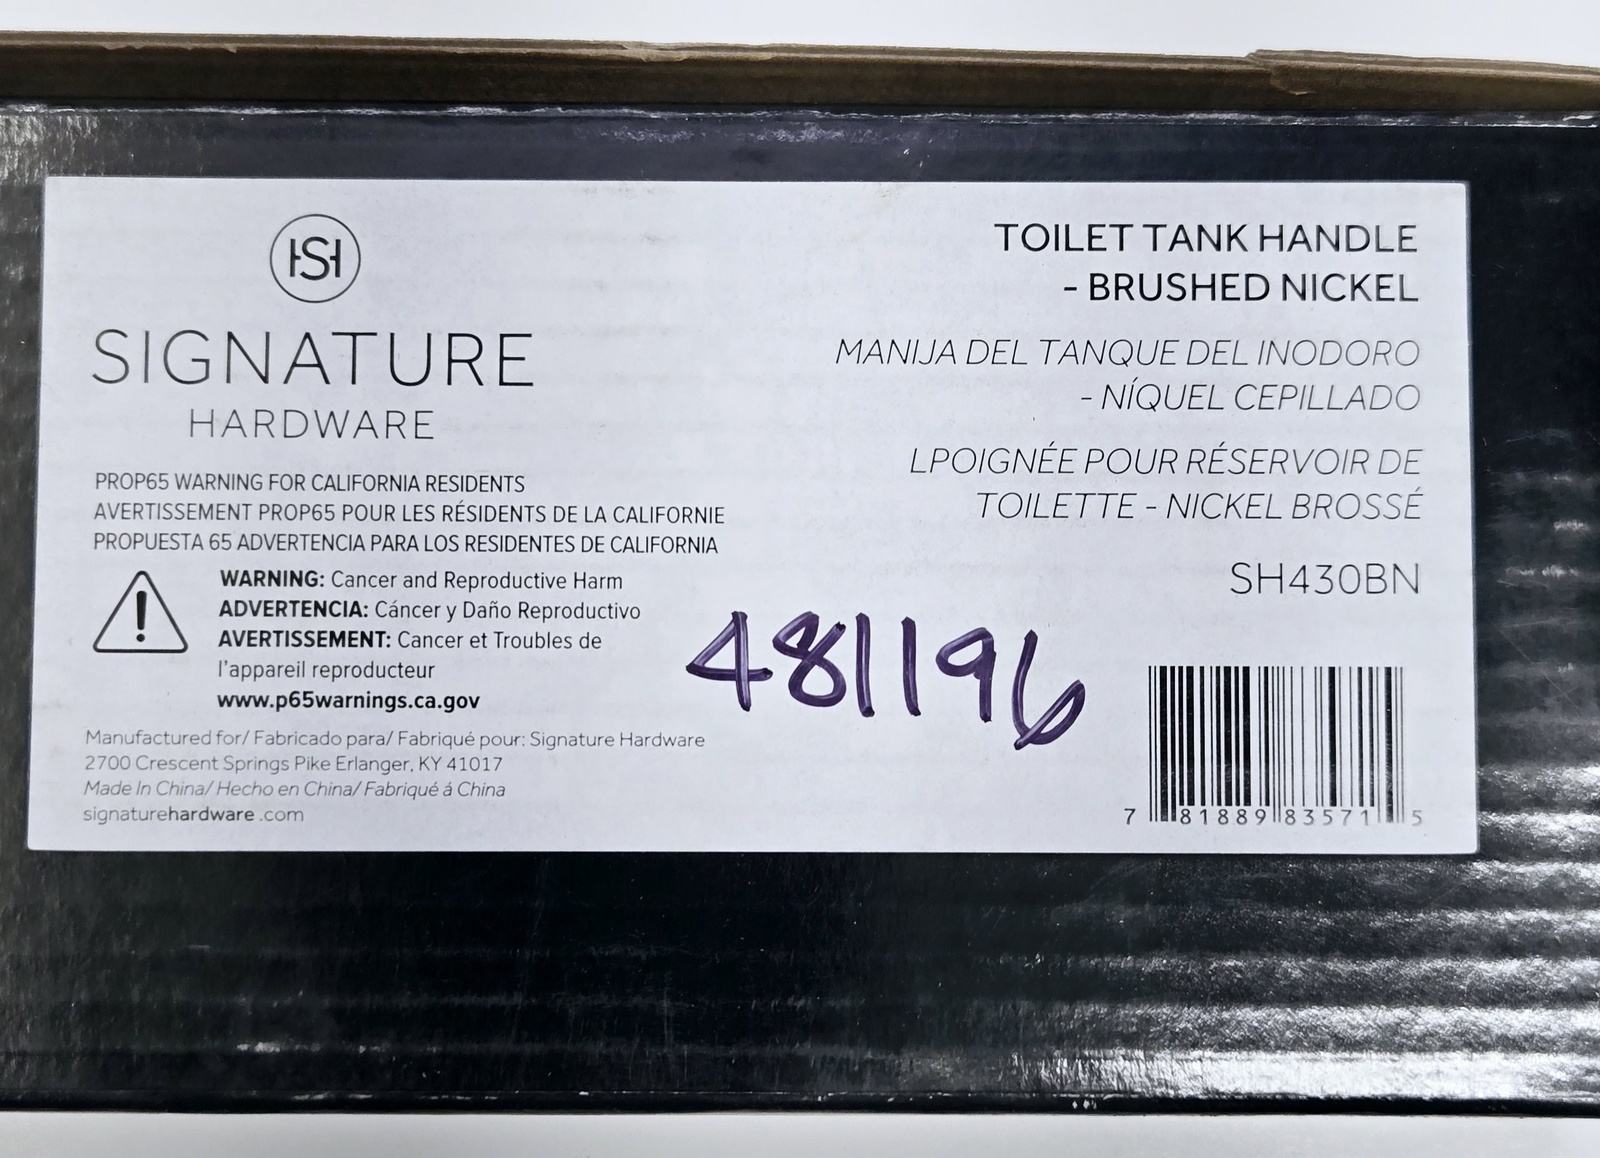 SIGNATURE
HARDWARE
PROP65 WARNING FOR CALIFORNIA RESIDENTS
AVERTISSEMENT PROP65 POUR LES RÉSIDENTS DE LA CALIFORNIE
PROPUESTA 65 ADVERTENCIA PARA LOS RESIDENTES DE CALIFORNIA
WARNING: Cancer and Reproductive Harm
ADVERTENCIA: Cáncer y Daño Reproductivo
AVERTISSEMENT: Cancer et Troubles de
l'appareil reproducteur
www.p65warnings.ca.gov
Manufactured for/ Fabricado para/ Fabriqué pour: Signature Hardware
2700 Crescent Springs Pike Erlanger, KY 41017
Made In China/ Hecho en China/ Fabriqué á China
signaturehardware.com
TOILET TANK HANDLE
- BRUSHED NICKEL
MANIJA DEL TANQUE DEL INODORO
- NÍQUEL CEPILLADO
LPOIGNÉE POUR RÉSERVOIR DE
TOILETTE - NICKEL BROSSÉ
SH430BN
481196
7 81889 83571 5